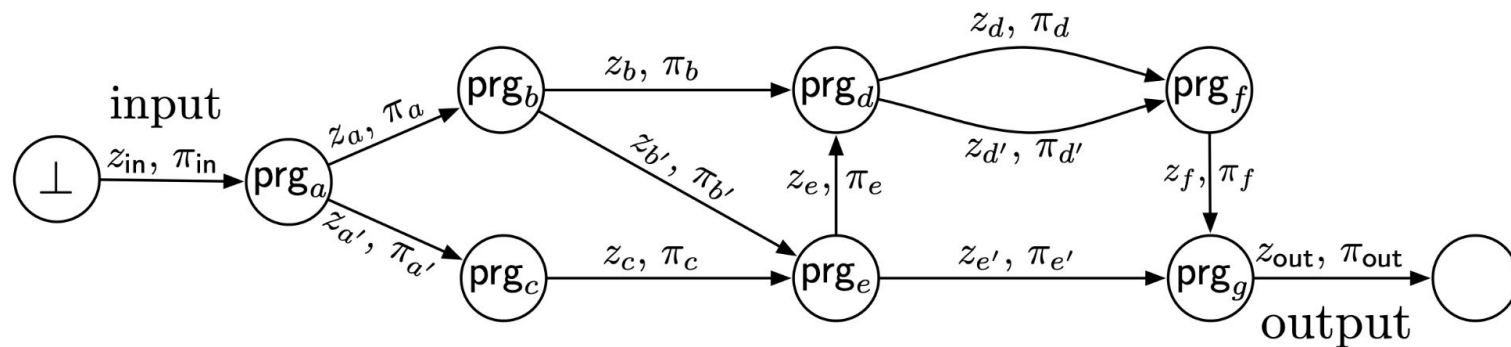 input
⊥
z_in, π_in
prg_a
z_a, π_a
z_a', π_a'
prg_b
prg_c
z_b, π_b
z_b', π_b'
z_c, π_c
prg_d
z_e, π_e
prg_e
z_d, π_d
z_d', π_d'
z_e', π_e'
prg_f
z_f, π_f
prg_g
z_out, π_out
output